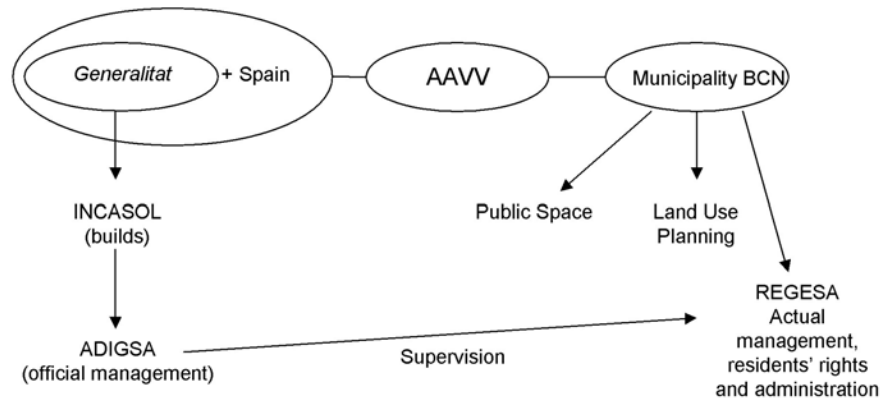 Generalitat
+ Spain
AAVV
Municipality BCN
INCASOL
(builds)
Public Space
Land Use
Planning
ADIGSA
(official management)
Supervision
REGESA
Actual
management,
residents' rights
and administration